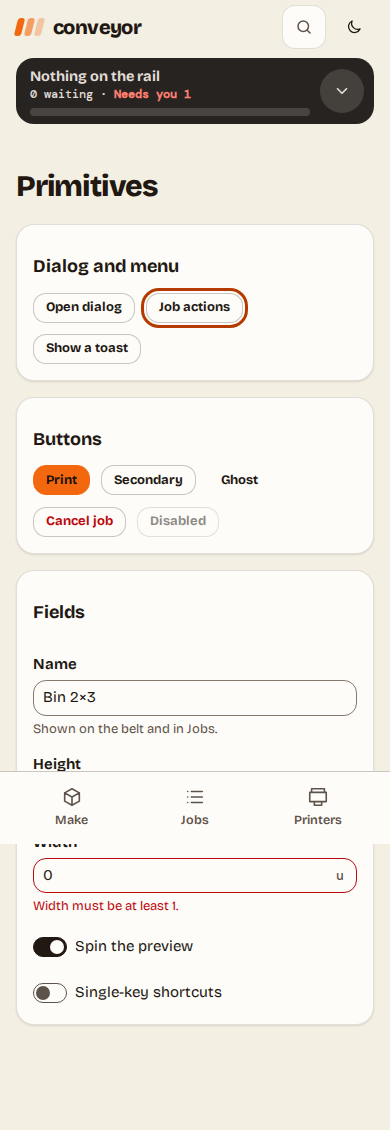 conveyor
Nothing on the rail
0 waiting · Needs you 1
Primitives
Dialog and menu
Open dialog
Job actions
Show a toast
Buttons
Print
Secondary
Ghost
Cancel job
Disabled
Fields
Name
Bin 2×3
Shown on the belt and in Jobs.
Height
Make
Jobs
Printers
Width
0 u
Width must be at least 1.
Spin the preview
Single-key shortcuts